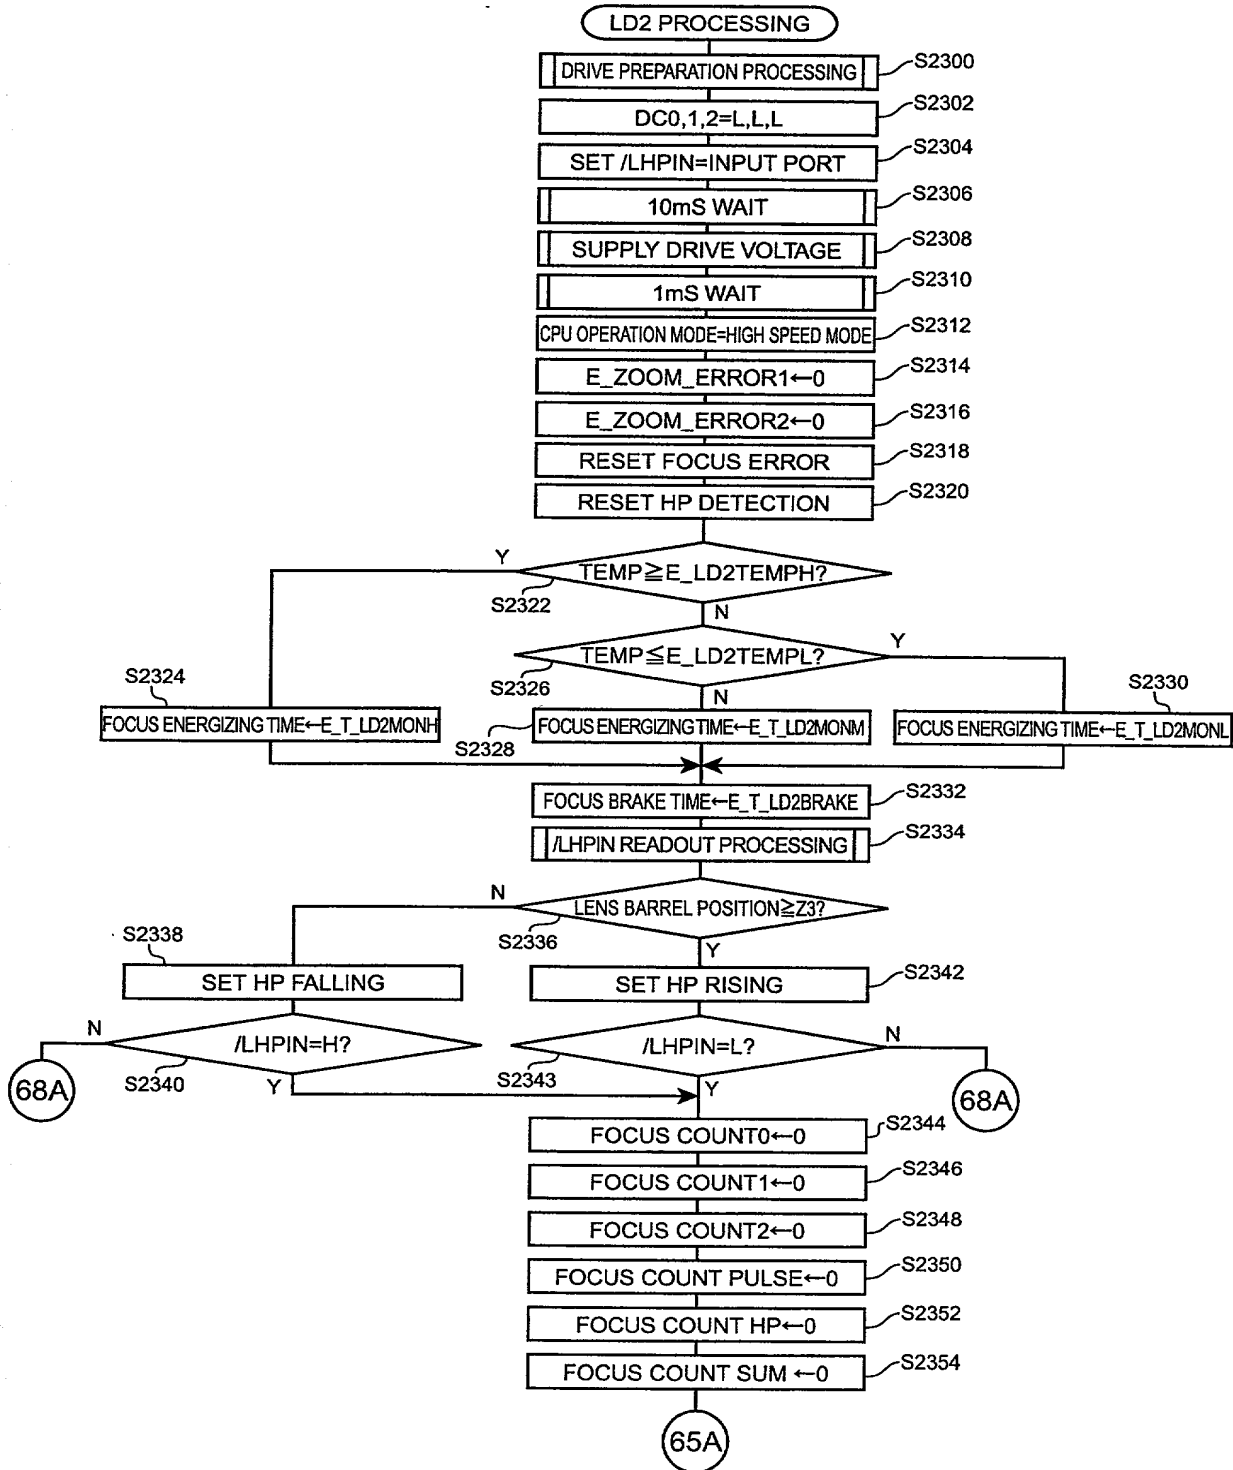 LD2 PROCESSING
DRIVE PREPARATION PROCESSING
S2300
DC0,1,2=L,L,L
S2302
SET /LHPIN=INPUT PORT
S2304
10mS WAIT
S2306
SUPPLY DRIVE VOLTAGE
S2308
1mS WAIT
S2310
CPU OPERATION MODE=HIGH SPEED MODE
S2312
E_ZOOM_ERROR1←0
S2314
E_ZOOM_ERROR2←0
S2316
RESET FOCUS ERROR
S2318
RESET HP DETECTION
S2320
Y
TEMP≧E_LD2TEMPH?
S2322
N
TEMP≦E_LD2TEMPL?
Y
S2326
N
S2324
FOCUS ENERGIZING TIME←E_T_LD2MONH
FOCUS ENERGIZING TIME←E_T_LD2MONM
S2328
S2330
FOCUS ENERGIZING TIME←E_T_LD2MONL
FOCUS BRAKE TIME←E_T_LD2BRAKE
S2332
/LHPIN READOUT PROCESSING
S2334
N
LENS BARREL POSITION≧Z3?
S2336
Y
S2338
SET HP FALLING
SET HP RISING
S2342
N
/LHPIN=H?
S2340
Y
/LHPIN=L?
N
S2343
Y
68A
68A
FOCUS COUNT0←0
S2344
FOCUS COUNT1←0
S2346
FOCUS COUNT2←0
S2348
FOCUS COUNT PULSE←0
S2350
FOCUS COUNT HP←0
S2352
FOCUS COUNT SUM ←0
S2354
65A